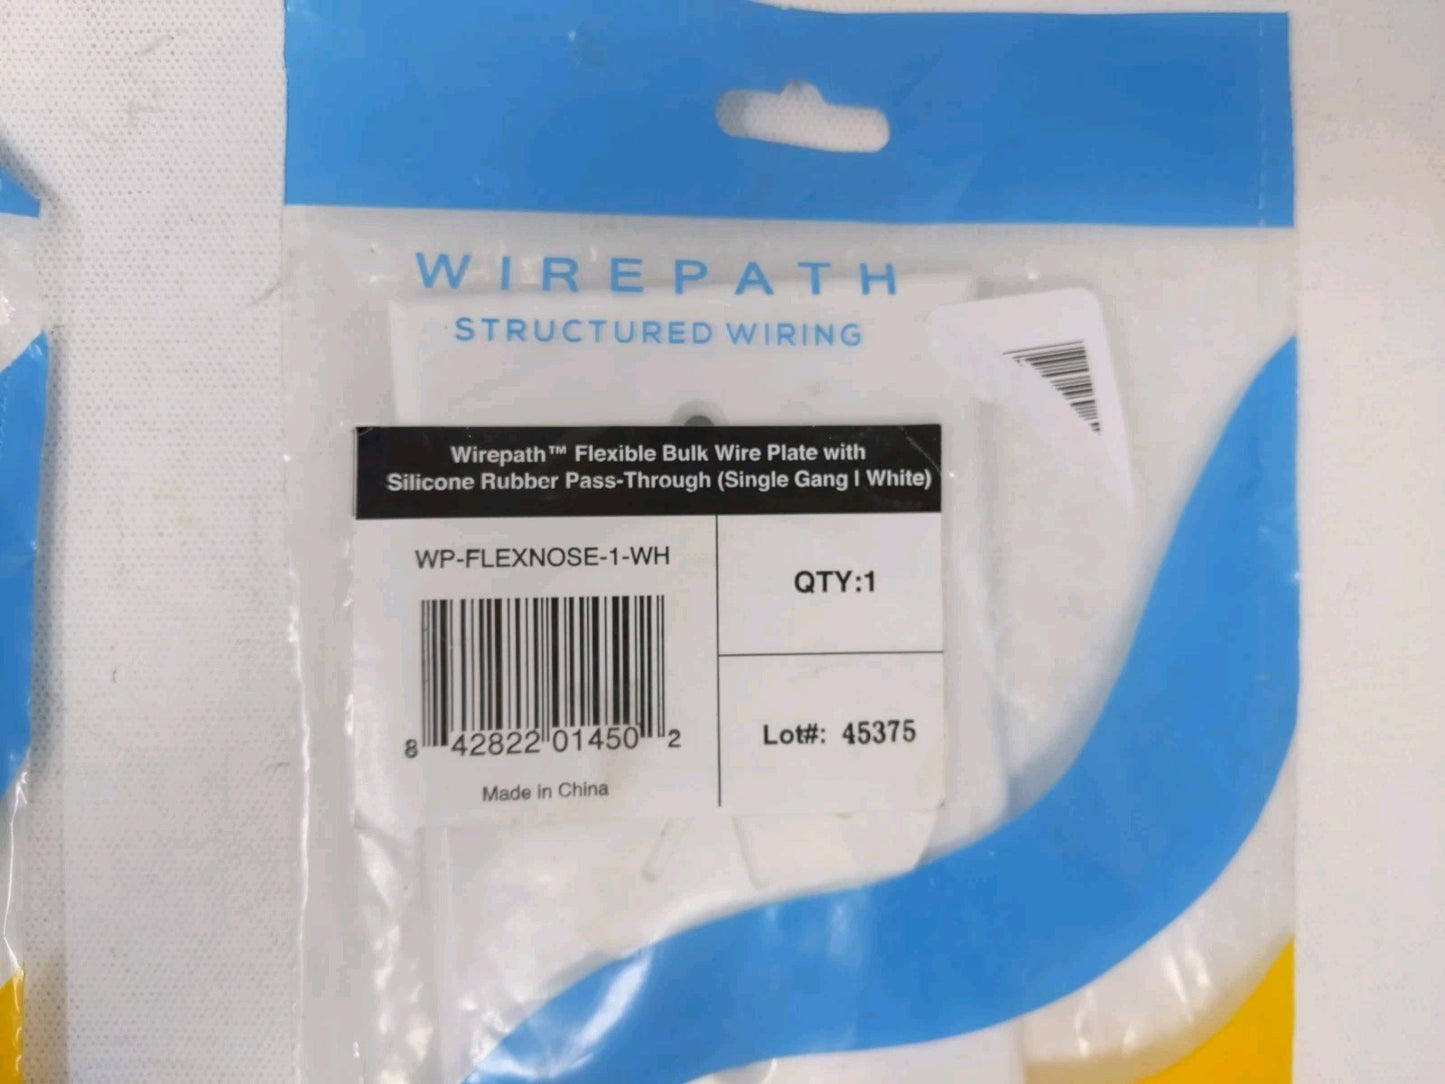 WIREPATH
STRUCTURED WIRING
Wirepath™ Flexible Bulk Wire Plate with
Silicone Rubber Pass-Through (Single Gang | White)
WP-FLEXNOSE-1-WH
QTY:1
8 42822 01450 2
Lot#: 45375
Made in China